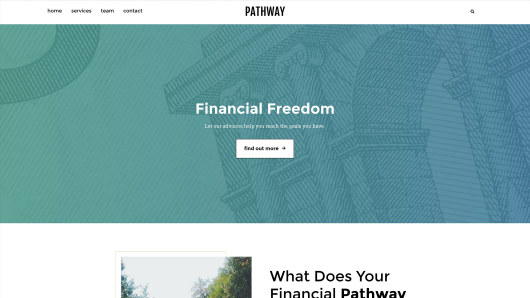 home services team contact PATHWAY
Financial Freedom
Let our advisors help you reach the goals you have.
find out more →
What Does Your
Financial Pathway